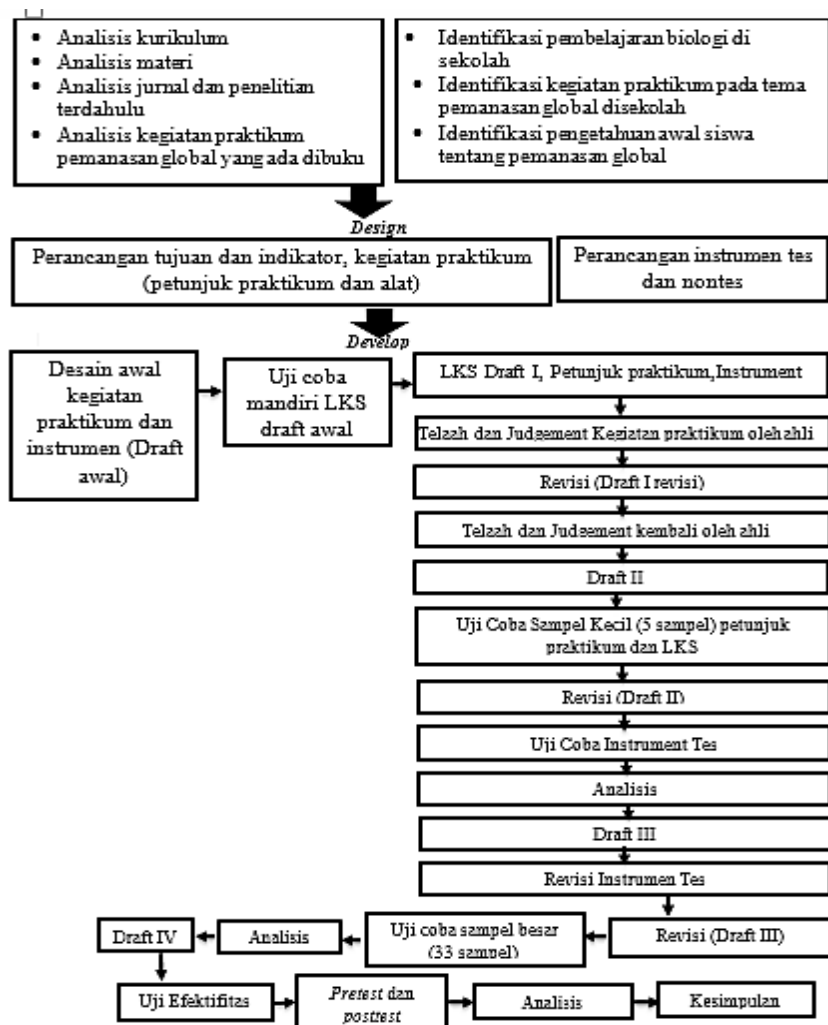 • Analisis kurikulum
• Analisis materi
• Analisis jurnal dan penelitian
terdahulu
• Analisis kegiatan praktikum
pemanasan global yang ada dibuku
• Identifikasi pembelajaran biologi di
sekolah
• Identifikasi kegiatan praktikum pada tema
pemanasan global disekolah
• Identifikasi pengetahuan awal siswa
tentang pemanasan global
Design
Perancangan tujuan dan indikator, kegiatan praktikum
(petunjuk praktikum dan alat)
Perancangan instrumen tes
dan nontes
Develop
Desain awal
kegiatan
praktikum dan
instrumen (Draft
awal)
Uji coba
mandiri LKS
draft awal
LKS Draft I, Petunjuk praktikum,Instrument
Telaah dan Judgement Kegiatan praktikum oleh ahli
Revisi (Draft I revisi)
Telaah dan Judgement kembali oleh ahli
Draft II
Uji Coba Sampel Kecil (5 sampel) petunjuk
praktikum dan LKS
Revisi (Draft II)
Uji Coba Instrument Tes
Analisis
Draft III
Revisi Instrumen Tes
Revisi (Draft III)
Uji coba sampel besar
(33 sampel)
Analisis
Draft IV
Uji Efektifitas
Pretest dan
posttest
Analisis
Kesimpulan